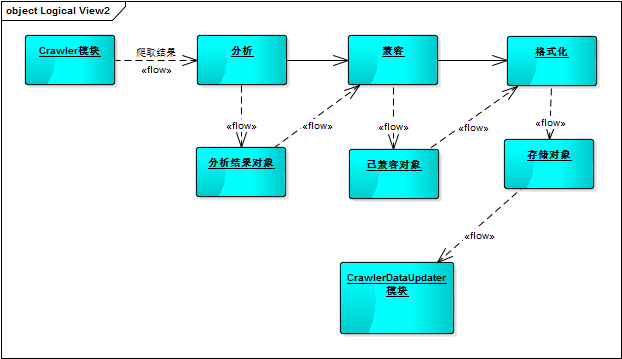 object Logical View2
Crawler模块
爬取结果
«flow»
分析
兼容
格式化
«flow»
«flow»
«flow»
«flow»
«flow»
分析结果对象
已兼容对象
存储对象
«flow»
CrawlerDataUpdater
模块